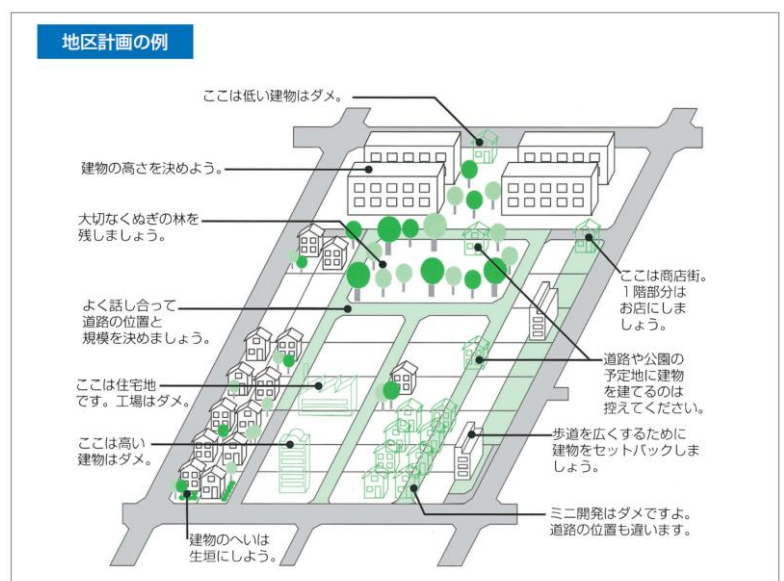 地区計画の例
ここは低い建物はダメ。
建物の高さを決めよう。
大切なくぬぎの林を
残しましょう。
よく話し合って
道路の位置と
規模を決めましょう。
ここは住宅地
です。工場はダメ。
ここは高い
建物はダメ。
建物のへいは
生垣にしよう。
ここは商店街。
１階部分は
お店にしま
しょう。
道路や公園の
予定地に建物
を建てるのは
控えてください。
歩道を広くするために
建物をセットバックしま
しょう。
ミニ開発はダメですよ。
道路の位置も違います。